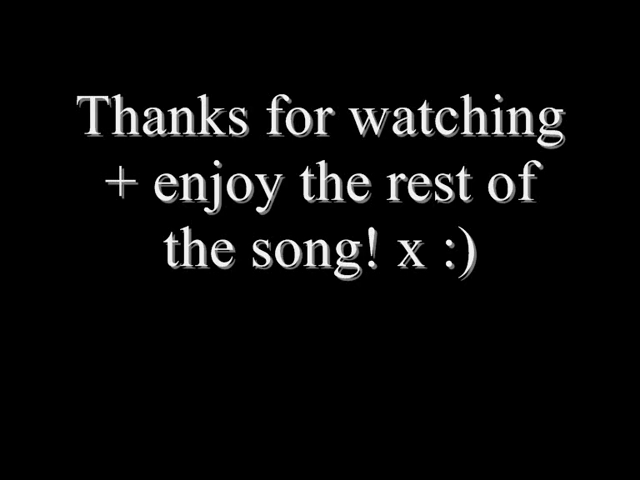 Thanks for watching
+ enjoy the rest of
the song! x :)